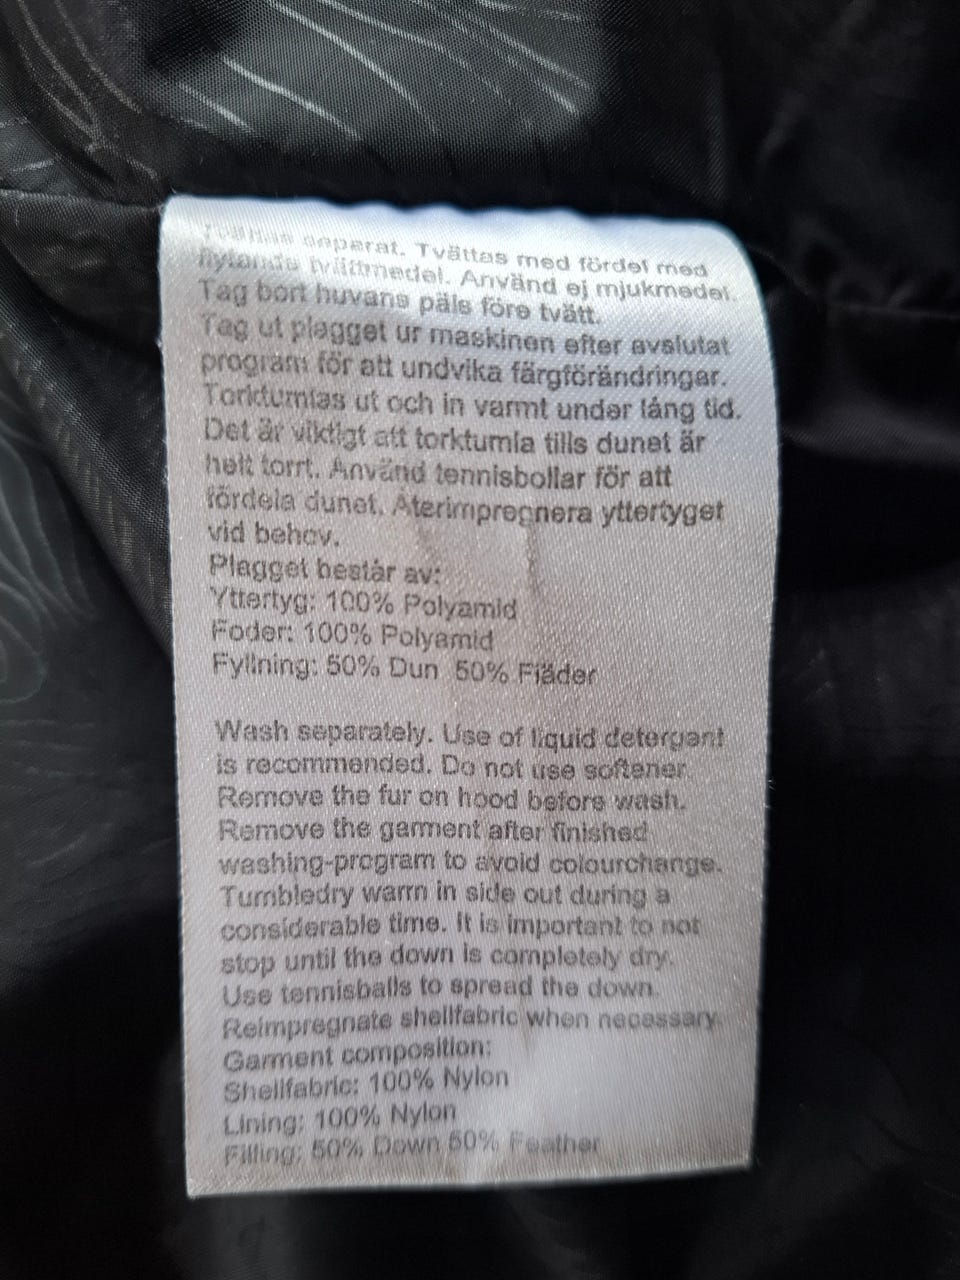 Tvättas separat. Tvättas med fördel med
flytande tvättmedel. Använd ej mjukmedel.
Tag bort huvans päls före tvätt.
Tag ut plagget ur maskinen efter avslutat
program för att undvika färgförändringar.
Torktumlas ut och in varmt under lång tid.
Det är viktigt att torktumla tills dunet är
helt torrt. Använd tennisbollar för att
fördela dunet. Återimpregnera yttertyget
vid behov.
Plagget består av:
Yttertyg: 100% Polyamid
Foder: 100% Polyamid
Fyllning: 50% Dun 50% Fjäder
Wash separately. Use of liquid detergent
is recommended. Do not use softener.
Remove the fur on hood before wash.
Remove the garment after finished
washing-program to avoid colourchange.
Tumbledry warm in side out during a
considerable time. It is important to not
stop until the down is completely dry.
Use tennisballs to spread the down.
Reimpregnate shellfabric when necessary.
Garment composition:
Shellfabric: 100% Nylon
Lining: 100% Nylon
Filling: 50% Down 50% Feather